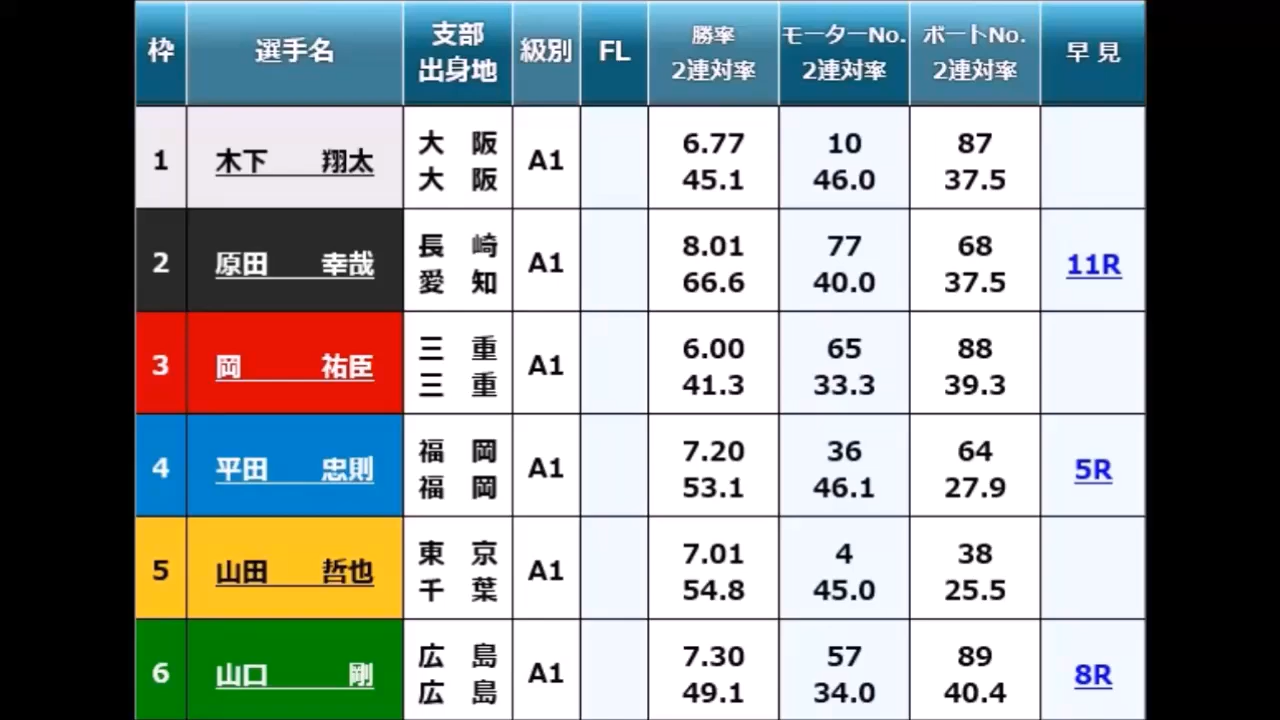 枠 選手名 支部 級別 FL 勝率 モーターNo. ボートNo. 早見
出身地 2連対率 2連対率 2連対率
1 木下 翔太 大阪 A1 6.77 10 87
大阪 45.1 46.0 37.5
2 原田 幸哉 長崎 A1 8.01 77 68 11R
愛知 66.6 40.0 37.5
3 岡 祐臣 三重 A1 6.00 65 88
三重 41.3 33.3 39.3
4 平田 忠則 福岡 A1 7.20 36 64 5R
福岡 53.1 46.1 27.9
5 山田 哲也 東京 A1 7.01 4 38
千葉 54.8 45.0 25.5
6 山口 剛 広島 A1 7.30 57 89 8R
広島 49.1 34.0 40.4